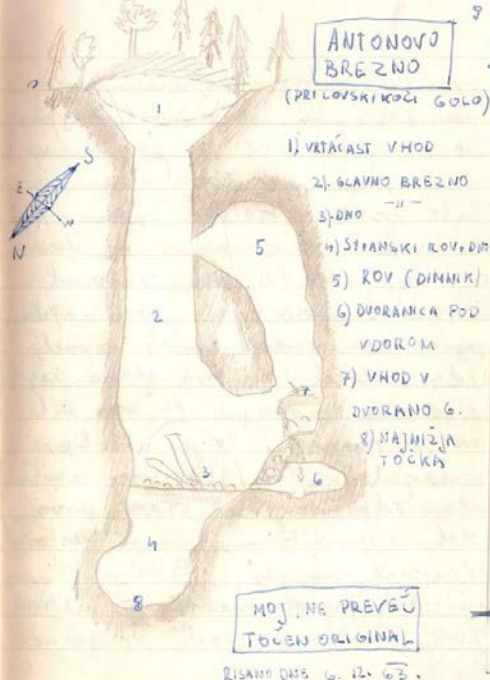 9
ANTONOVO
BREZNO
(PRI LOVSKI KOČI GOLO)
1) VRTAČAST VHOD
2). GLAVNO BREZNO
3). DNO -||-
4) STRANSKI ROV, DNO
5) ROV (DIMNIK)
6) DVORANICA POD
VDOROM
7) VHOD V
DVORANO 6.
8) NAJNIŽJA
TOČKA
1
S
E
W
N
5
2
7
3
6
4
8
MOJ, NE PREVEČ
TOČEN ORIGINAL
RISANO DNE 6. 12. 63.